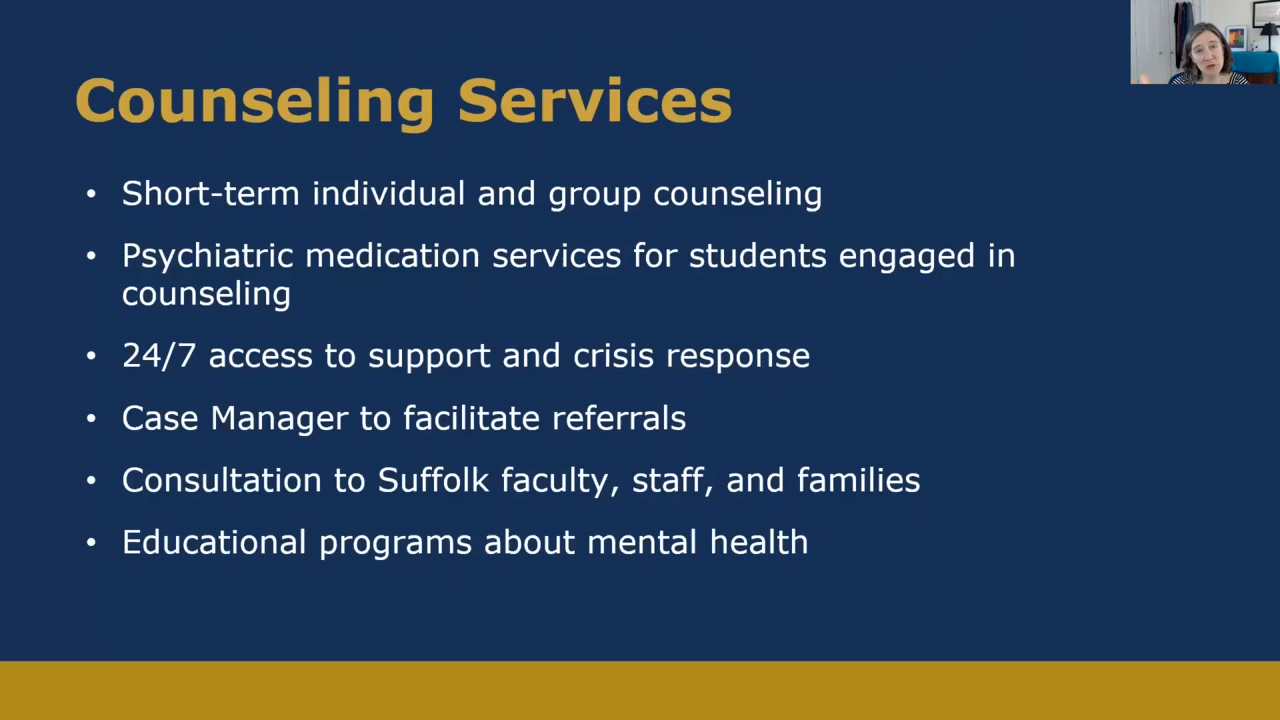 Counseling Services
• Short-term individual and group counseling
• Psychiatric medication services for students engaged in
counseling
• 24/7 access to support and crisis response
• Case Manager to facilitate referrals
• Consultation to Suffolk faculty, staff, and families
• Educational programs about mental health